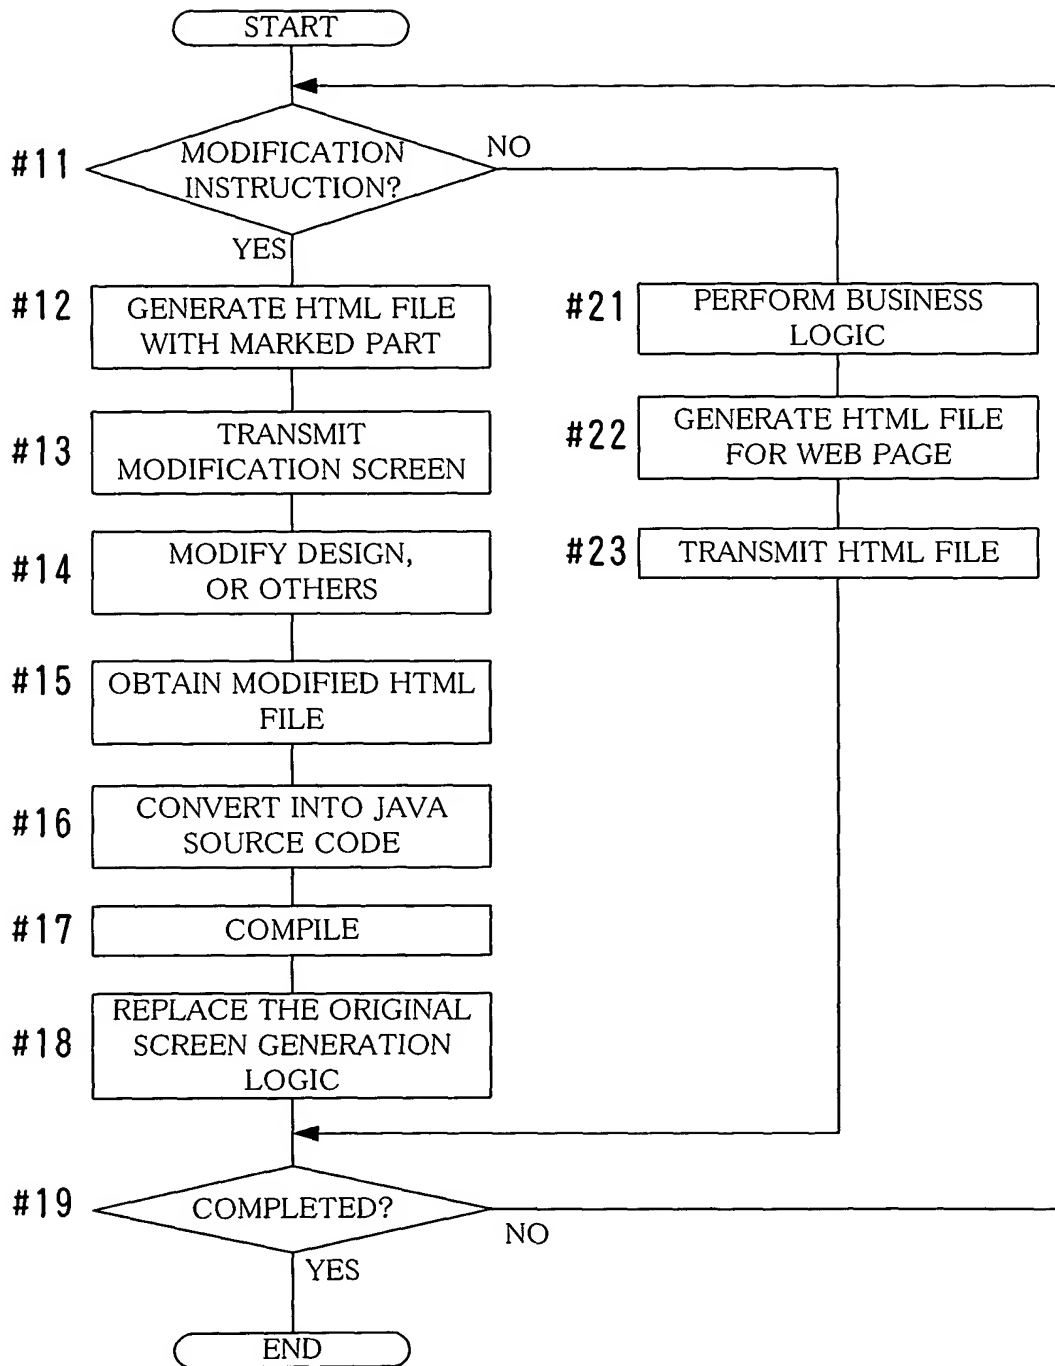 START
#11
MODIFICATION
INSTRUCTION?
NO
YES
#12
GENERATE HTML FILE
WITH MARKED PART
#21
PERFORM BUSINESS
LOGIC
#13
TRANSMIT
MODIFICATION SCREEN
#22
GENERATE HTML FILE
FOR WEB PAGE
#14
MODIFY DESIGN,
OR OTHERS
#23
TRANSMIT HTML FILE
#15
OBTAIN MODIFIED HTML
FILE
#16
CONVERT INTO JAVA
SOURCE CODE
#17
COMPILE
#18
REPLACE THE ORIGINAL
SCREEN GENERATION
LOGIC
#19
COMPLETED?
NO
YES
END